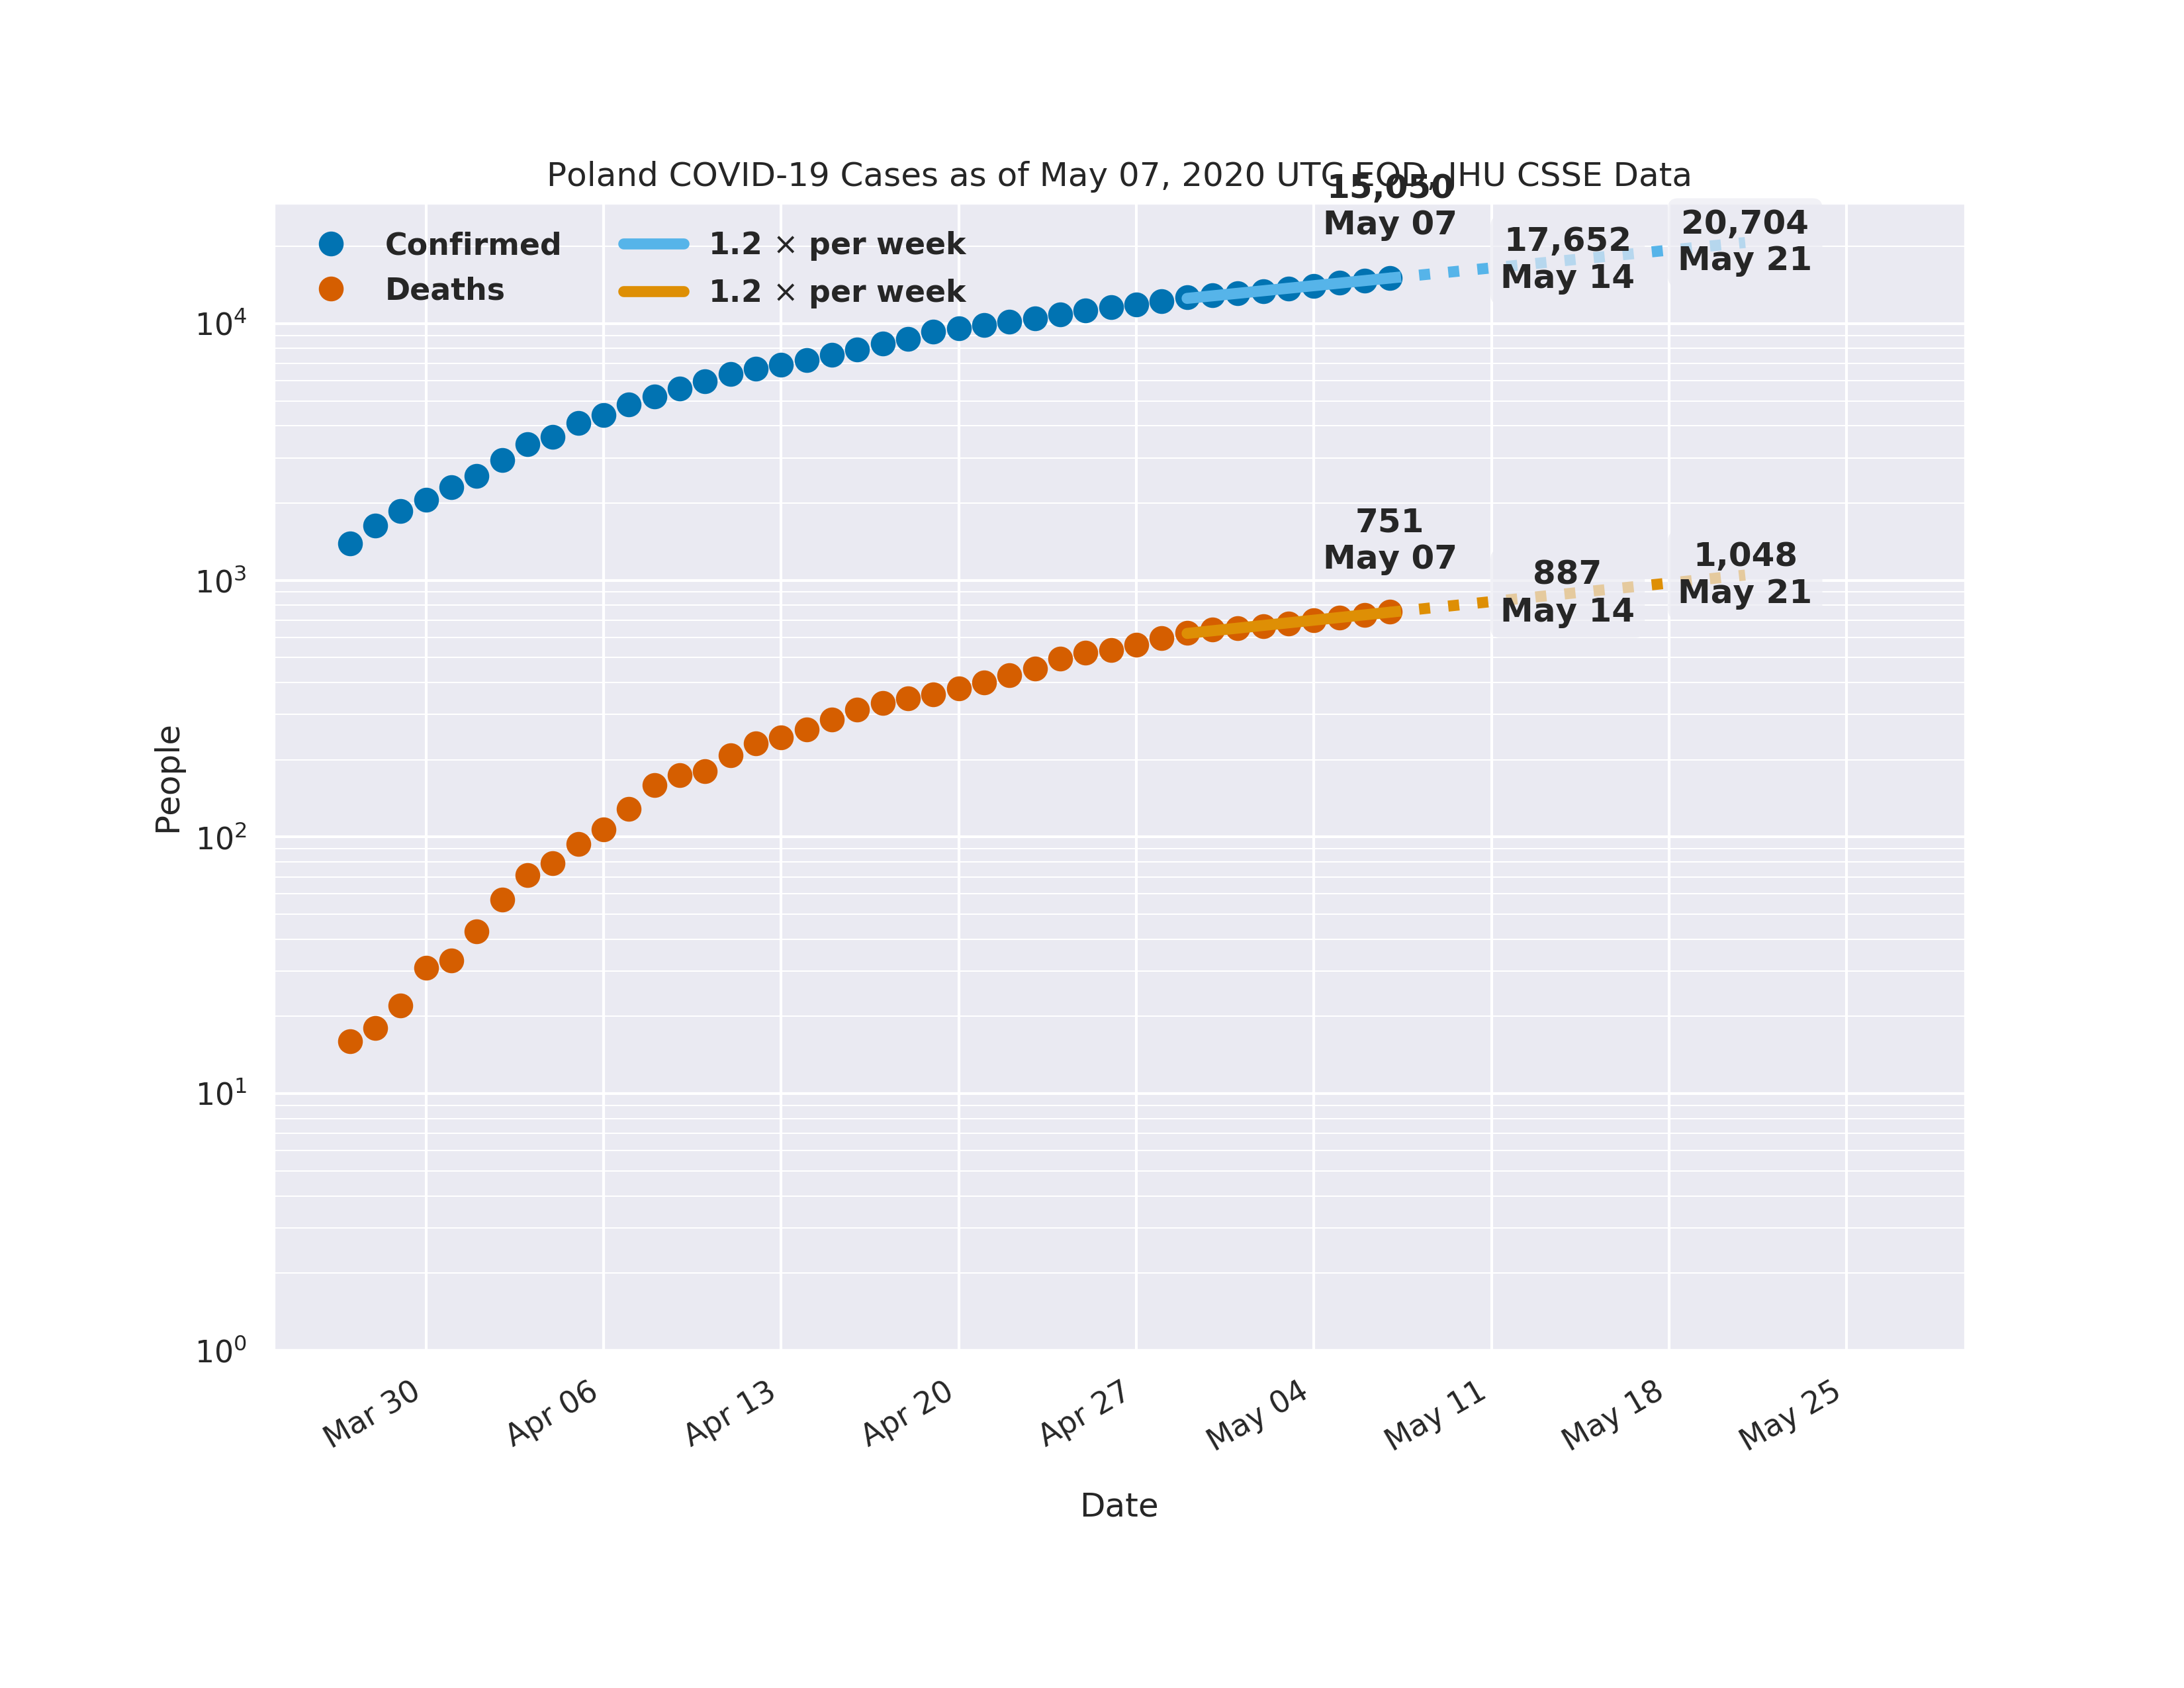 Poland COVID-19 Cases as of May 07, 2020 UTC EOD, JHU CSSE Data
Confirmed
Deaths
1.2 × per week
1.2 × per week
15,050
May 07
17,652
May 14
20,704
May 21
751
May 07
887
May 14
1,048
May 21
People
10⁴
10³
10²
10¹
10⁰
Mar 30
Apr 06
Apr 13
Apr 20
Apr 27
May 04
May 11
May 18
May 25
Date